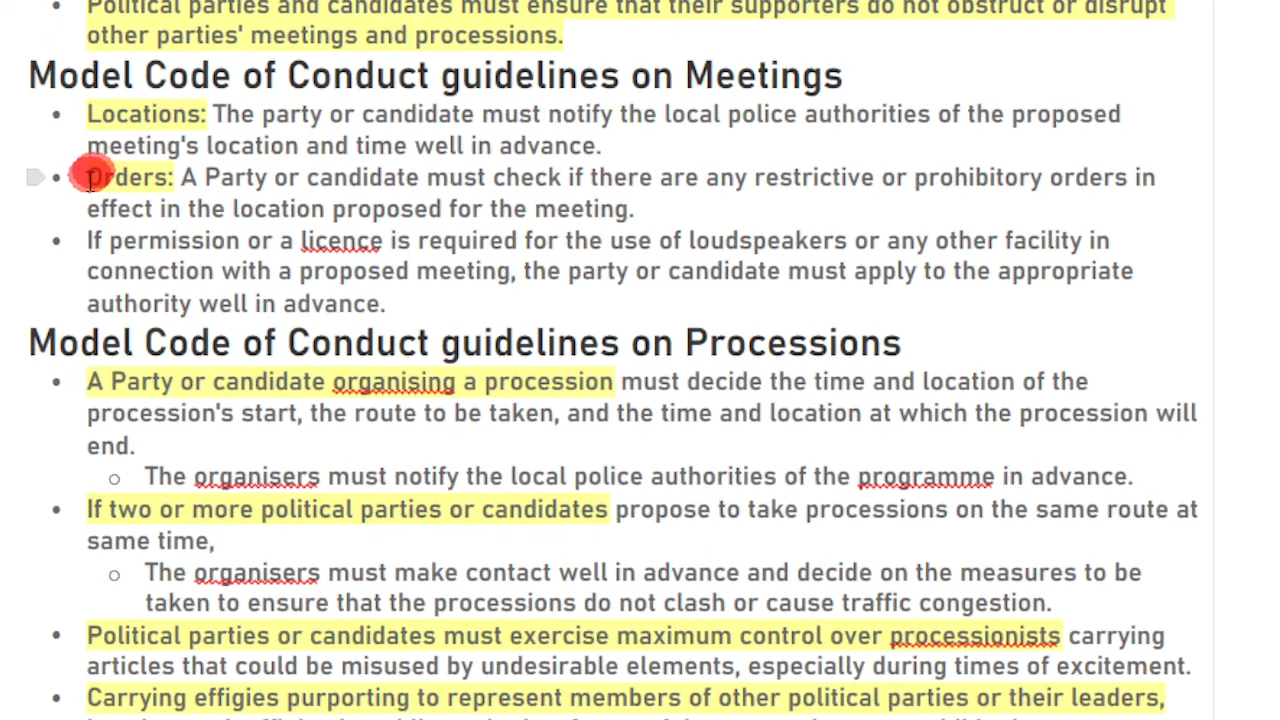 Political parties and candidates must ensure that their supporters do not obstruct or disrupt
other parties' meetings and processions.
Model Code of Conduct guidelines on Meetings
• Locations: The party or candidate must notify the local police authorities of the proposed
meeting's location and time well in advance.
• Orders: A Party or candidate must check if there are any restrictive or prohibitory orders in
effect in the location proposed for the meeting.
• If permission or a licence is required for the use of loudspeakers or any other facility in
connection with a proposed meeting, the party or candidate must apply to the appropriate
authority well in advance.
Model Code of Conduct guidelines on Processions
• A Party or candidate organising a procession must decide the time and location of the
procession's start, the route to be taken, and the time and location at which the procession will
end.
o The organisers must notify the local police authorities of the programme in advance.
• If two or more political parties or candidates propose to take processions on the same route at
same time,
o The organisers must make contact well in advance and decide on the measures to be
taken to ensure that the processions do not clash or cause traffic congestion.
• Political parties or candidates must exercise maximum control over processionists carrying
articles that could be misused by undesirable elements, especially during times of excitement.
• Carrying effigies purporting to represent members of other political parties or their leaders,